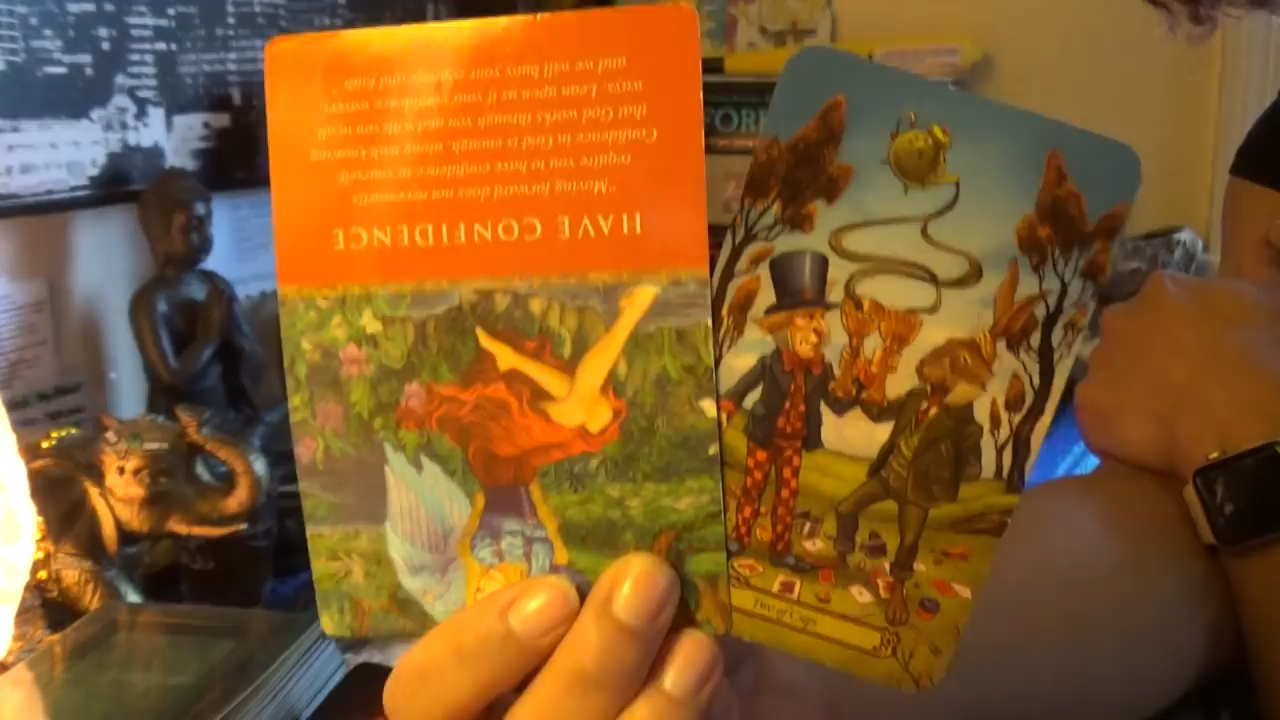 HAVE CONFIDENCE
"Moving forward does not necessarily
require you to have confidence in yourself.
Confidence in God is enough, along with knowing
that God works through you and with you in all
ways. Lean upon us if your confidence wavers
and we will buoy your courage and faith."
FORE
Two of Cups